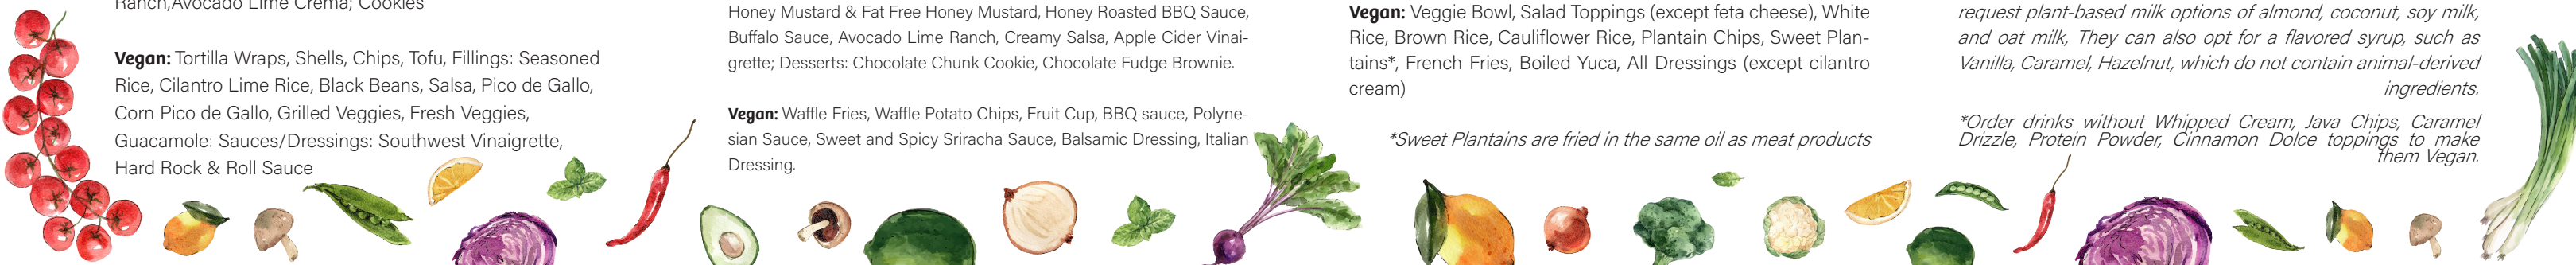 Ranch,Avocado Lime Crema; Cookies
Vegan: Tortilla Wraps, Shells, Chips, Tofu, Fillings: Seasoned
Rice, Cilantro Lime Rice, Black Beans, Salsa, Pico de Gallo,
Corn Pico de Gallo, Grilled Veggies, Fresh Veggies,
Guacamole: Sauces/Dressings: Southwest Vinaigrette,
Hard Rock & Roll Sauce
Honey Mustard & Fat Free Honey Mustard, Honey Roasted BBQ Sauce,
Buffalo Sauce, Avocado Lime Ranch, Creamy Salsa, Apple Cider Vinai-
grette; Desserts: Chocolate Chunk Cookie, Chocolate Fudge Brownie.
Vegan: Waffle Fries, Waffle Potato Chips, Fruit Cup, BBQ sauce, Polyne-
sian Sauce, Sweet and Spicy Sriracha Sauce, Balsamic Dressing, Italian
Dressing.
Vegan: Veggie Bowl, Salad Toppings (except feta cheese), White
Rice, Brown Rice, Cauliflower Rice, Plantain Chips, Sweet Plan-
tains*, French Fries, Boiled Yuca, All Dressings (except cilantro
cream)
*Sweet Plantains are fried in the same oil as meat products
request plant-based milk options of almond, coconut, soy milk,
and oat milk, They can also opt for a flavored syrup, such as
Vanilla, Caramel, Hazelnut, which do not contain animal-derived
ingredients.
*Order drinks without Whipped Cream, Java Chips, Caramel
Drizzle, Protein Powder, Cinnamon Dolce toppings to make
them Vegan.